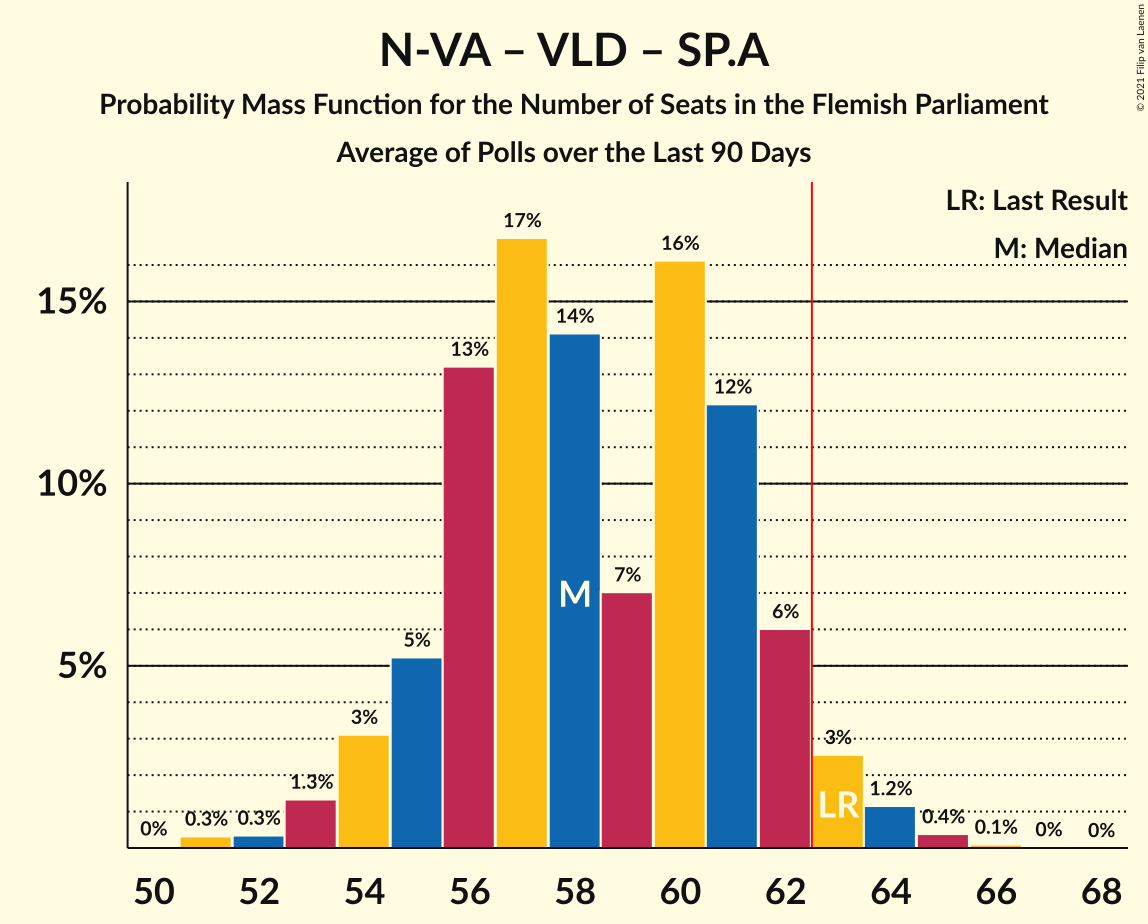 N-VA – VLD – SP.A
Probability Mass Function for the Number of Seats in the Flemish Parliament
Average of Polls over the Last 90 Days
© 2021 Filip van Laenen
LR: Last Result
M: Median
15%
10%
5%
0%
0.3%
0.3%
1.3%
3%
5%
13%
17%
14%
7%
16%
12%
6%
3%
1.2%
0.4%
0.1%
0%
0%
M
LR
50 52 54 56 58 60 62 64 66 68